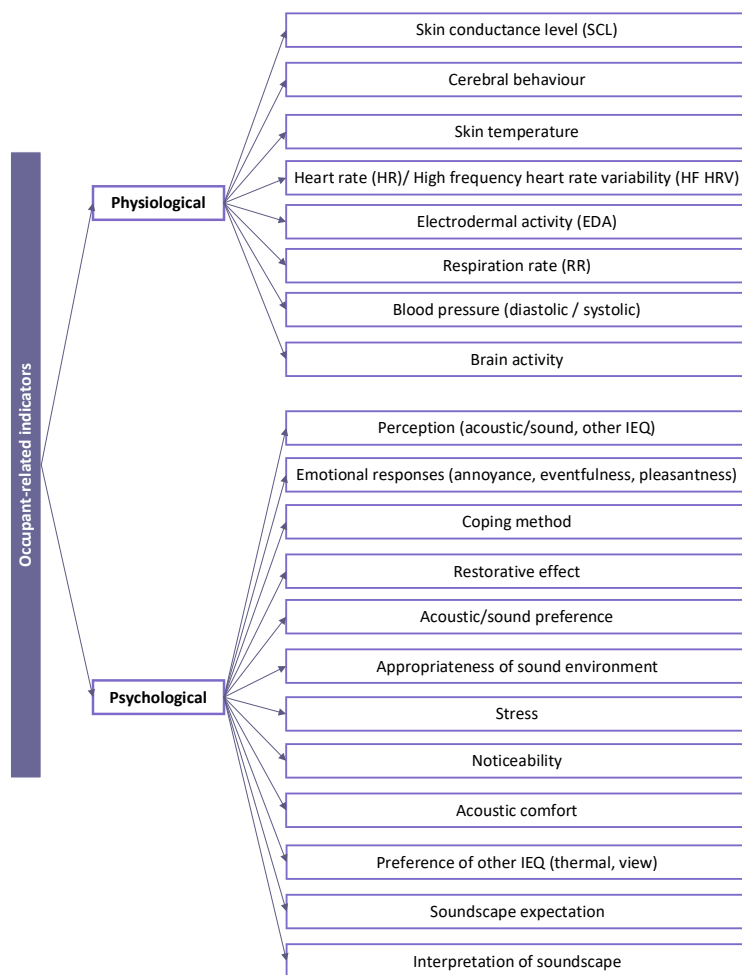 Occupant-related indicators
Physiological
Skin conductance level (SCL)
Cerebral behaviour
Skin temperature
Heart rate (HR)/ High frequency heart rate variability (HF HRV)
Electrodermal activity (EDA)
Respiration rate (RR)
Blood pressure (diastolic / systolic)
Brain activity
Psychological
Perception (acoustic/sound, other IEQ)
Emotional responses (annoyance, eventfulness, pleasantness)
Coping method
Restorative effect
Acoustic/sound preference
Appropriateness of sound environment
Stress
Noticeability
Acoustic comfort
Preference of other IEQ (thermal, view)
Soundscape expectation
Interpretation of soundscape